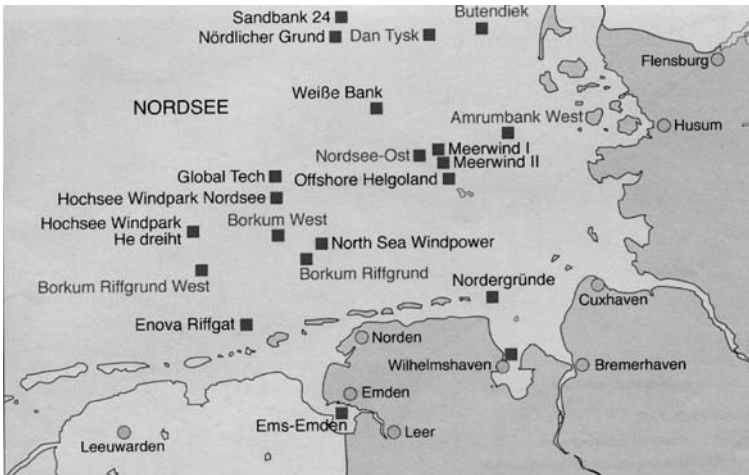 Sandbank 24
Butendiek
Nördlicher Grund
Dan Tysk
Flensburg
Weiße Bank
NORDSEE
Amrumbank West
Husum
Meerwind I
Nordsee-Ost
Meerwind II
Global Tech
Offshore Helgoland
Hochsee Windpark Nordsee
Hochsee Windpark
He dreiht
Borkum West
North Sea Windpower
Borkum Riffgrund
Borkum Riffgrund West
Nordergründe
Cuxhaven
Enova Riffgat
Norden
Wilhelmshaven
Bremerhaven
Emden
Ems-Emden
Leer
Leeuwarden